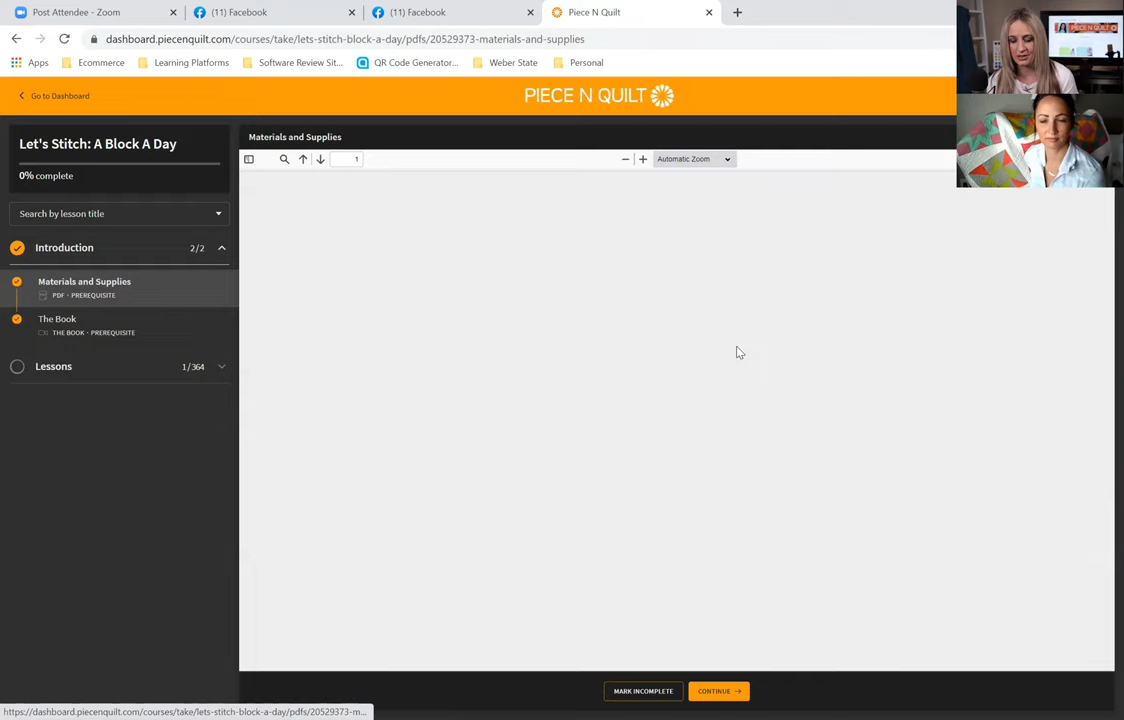 Post Attendee - Zoom
(11) Facebook
(11) Facebook
Piece N Quilt
dashboard.piecenquilt.com/courses/take/lets-stitch-block-a-day/pdfs/20529373-materials-and-supplies
Apps
Ecommerce
Learning Platforms
Software Review Sit...
QR Code Generator...
Weber State
Personal
Go to Dashboard
PIECE N QUILT
Let's Stitch: A Block A Day
0% complete
Search by lesson title
Introduction
2/2
Materials and Supplies
PDF · PREREQUISITE
The Book
THE BOOK · PREREQUISITE
Lessons
1/364
Materials and Supplies
1
Automatic Zoom
MARK INCOMPLETE
CONTINUE →
https://dashboard.piecenquilt.com/courses/take/lets-stitch-block-a-day/pdfs/20529373-m...
PIECE N QUILT